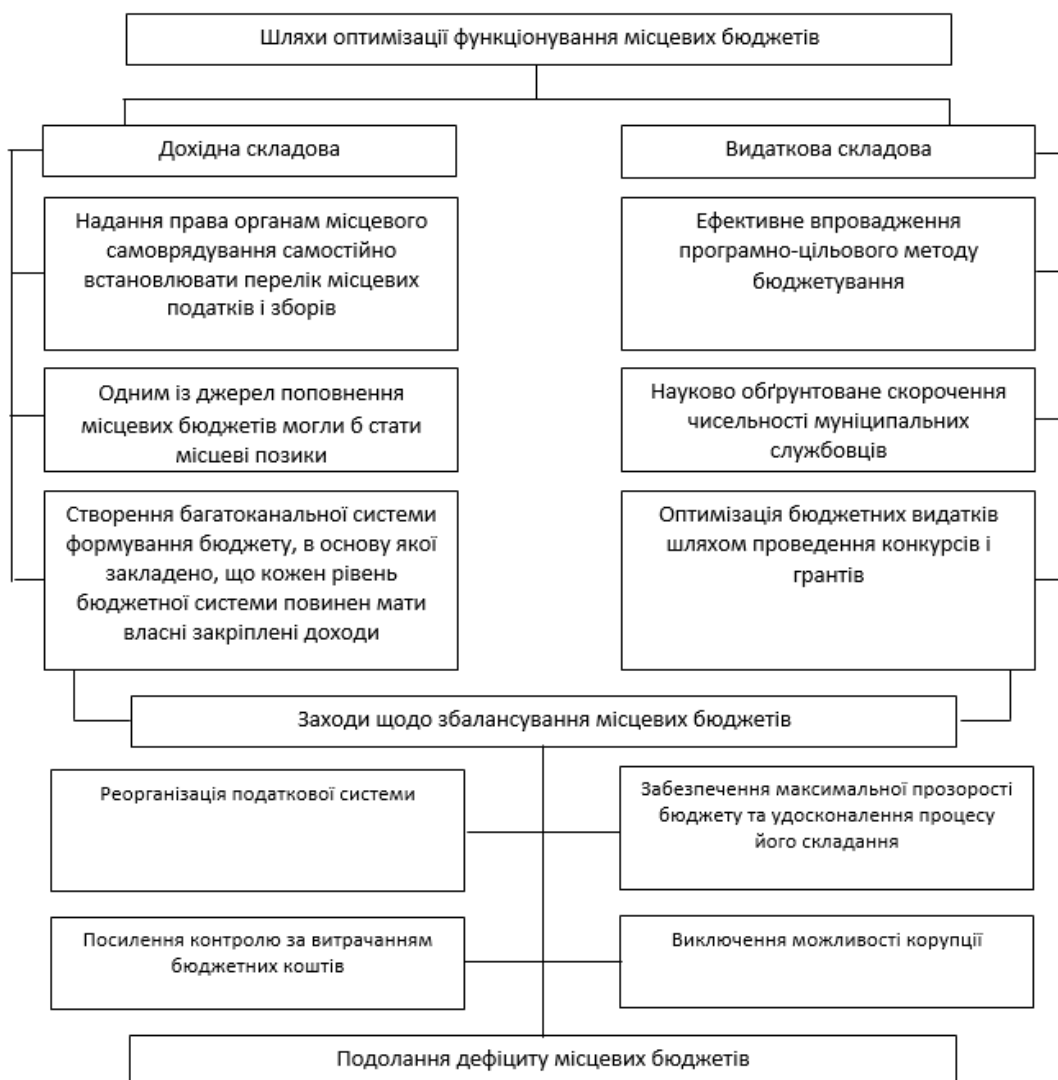 Шляхи оптимізації функціонування місцевих бюджетів
Дохідна складова
Надання права органам місцевого
самоврядування самостійно
встановлювати перелік місцевих
податків і зборів
Одним із джерел поповнення
місцевих бюджетів могли б стати
місцеві позики
Створення багатоканальної системи
формування бюджету, в основу якої
закладено, що кожен рівень
бюджетної системи повинен мати
власні закріплені доходи
Видаткова складова
Ефективне впровадження
програмно-цільового методу
бюджетування
Науково обґрунтоване скорочення
чисельності муніципальних
службовців
Оптимізація бюджетних видатків
шляхом проведення конкурсів і
грантів
Заходи щодо збалансування місцевих бюджетів
Реорганізація податкової системи
Забезпечення максимальної прозорості
бюджету та удосконалення процесу
його складання
Посилення контролю за витрачанням
бюджетних коштів
Виключення можливості корупції
Подолання дефіциту місцевих бюджетів